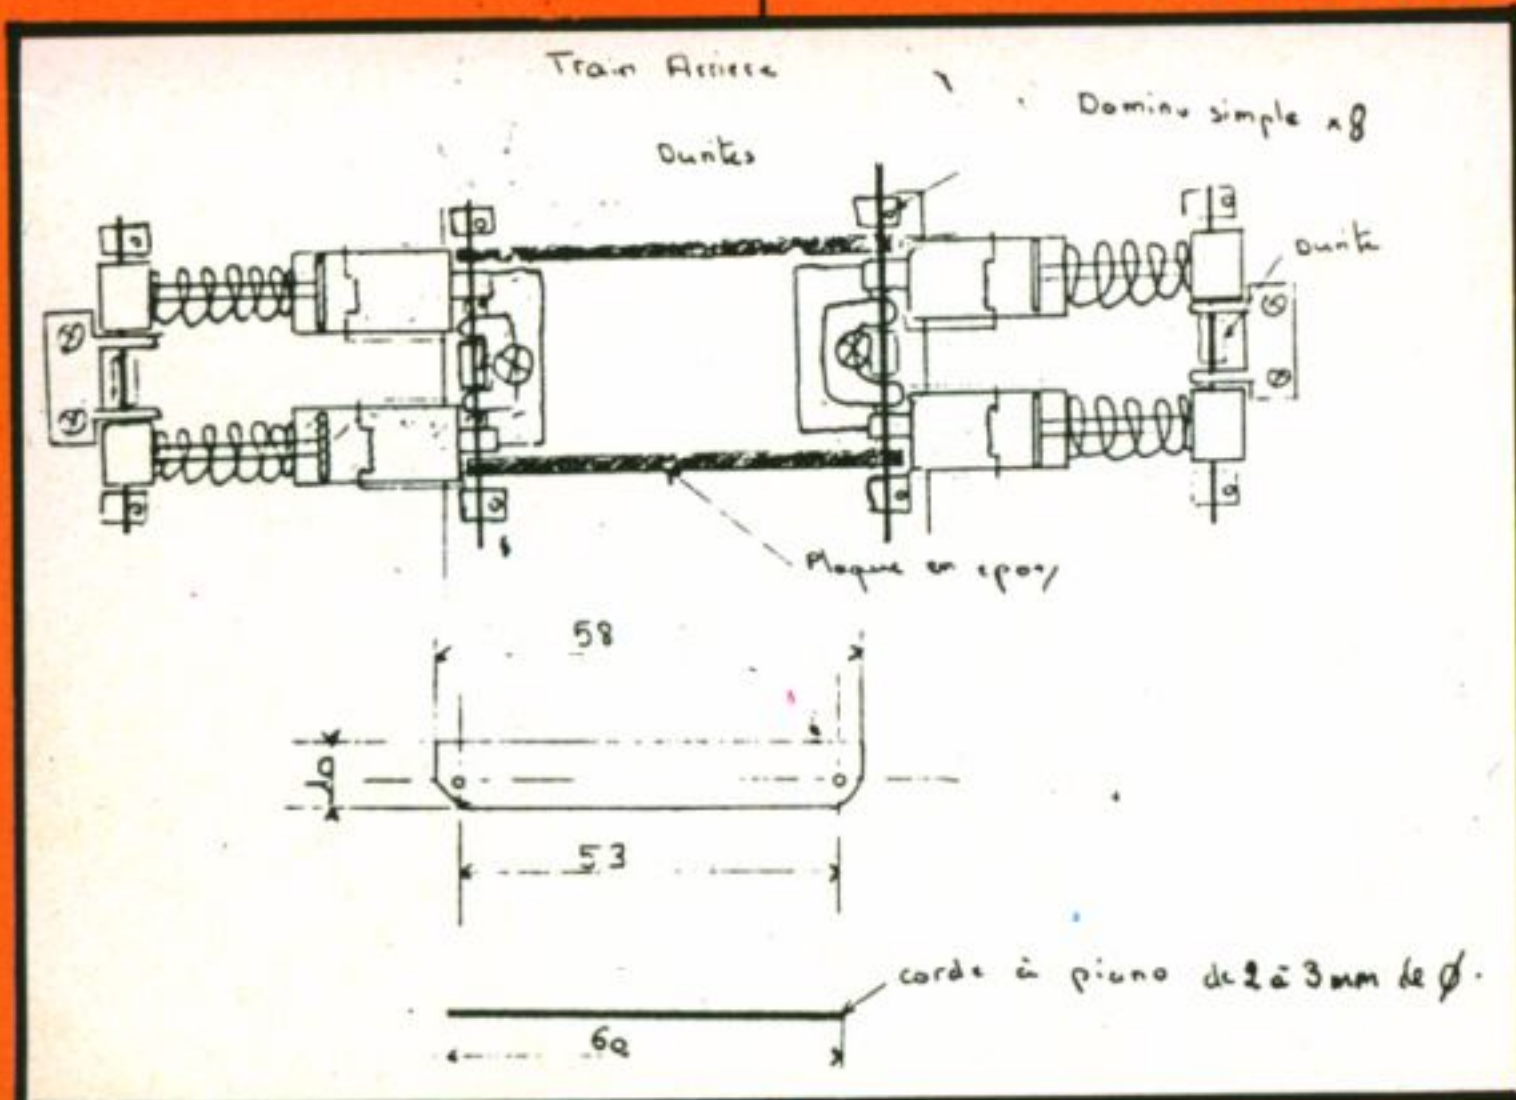 Train Arriere
Domino simple x8
Durites
Durite
Plaque en epoxy
58
10
53
corde à piano de 2 à 3 mm de Ø.
60